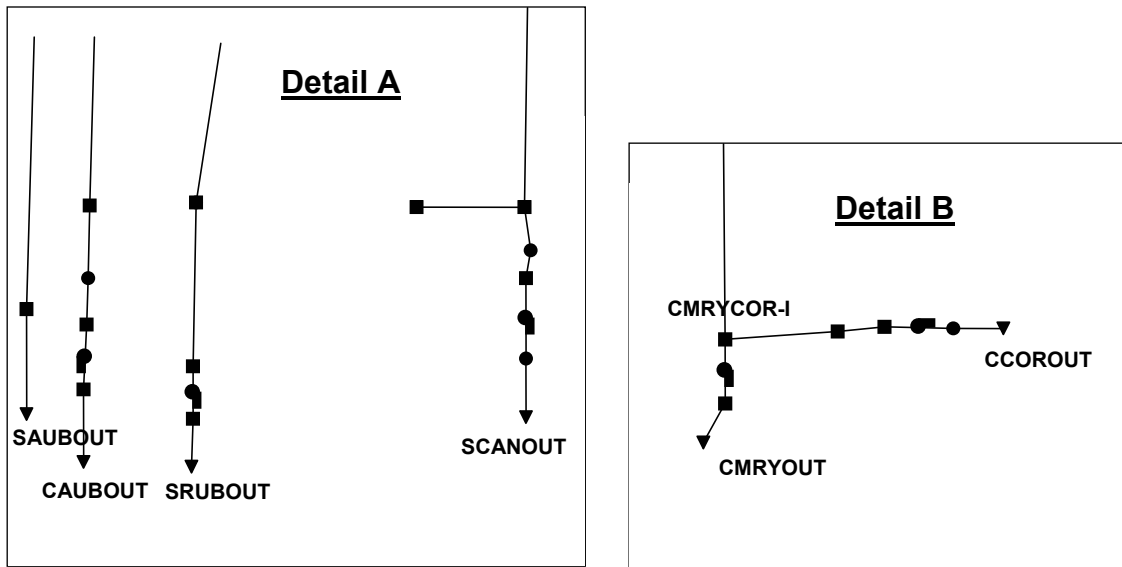 Detail A
SAUBOUT
CAUBOUT
SRUBOUT
SCANOUT
Detail B
CMRYCOR-I
CCOROUT
CMRYOUT